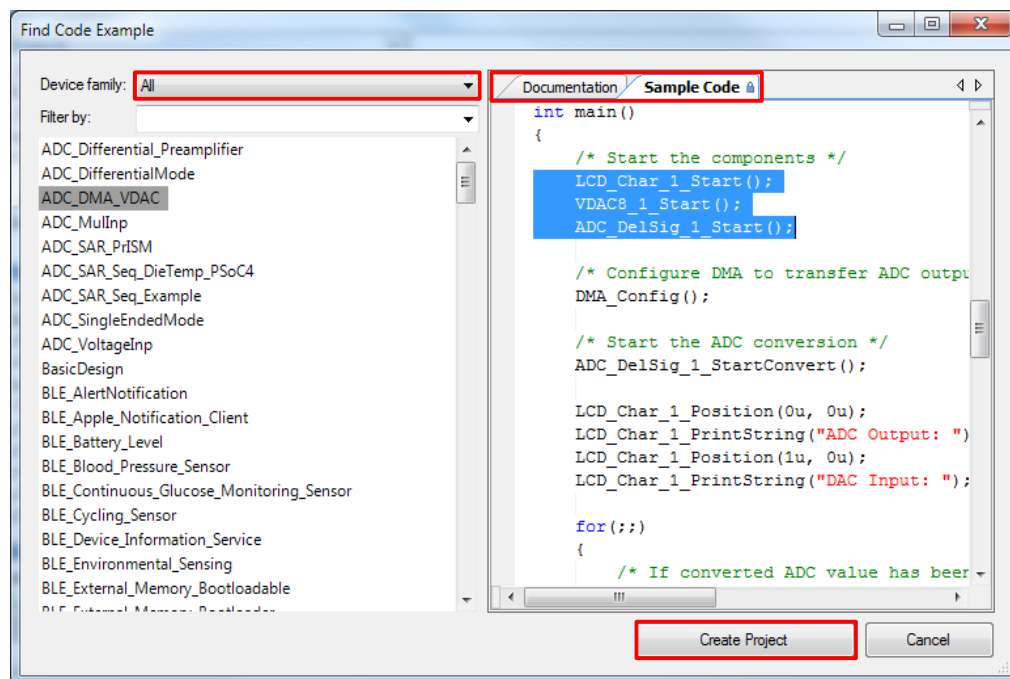 Find Code Example
Device family: All
Filter by:
ADC_Differential_Preamplifier
ADC_DifferentialMode
ADC_DMA_VDAC
ADC_MulInp
ADC_SAR_PrISM
ADC_SAR_Seq_DieTemp_PSoC4
ADC_SAR_Seq_Example
ADC_SingleEndedMode
ADC_VoltageInp
BasicDesign
BLE_AlertNotification
BLE_Apple_Notification_Client
BLE_Battery_Level
BLE_Blood_Pressure_Sensor
BLE_Continuous_Glucose_Monitoring_Sensor
BLE_Cycling_Sensor
BLE_Device_Information_Service
BLE_Environmental_Sensing
BLE_External_Memory_Bootloadable
Documentation Sample Code
int main()
{
/* Start the components */
LCD_Char_1_Start();
VDAC8_1_Start();
ADC_DelSig_1_Start();
/* Configure DMA to transfer ADC outpu
DMA_Config();
/* Start the ADC conversion */
ADC_DelSig_1_StartConvert();
LCD_Char_1_Position(0u, 0u);
LCD_Char_1_PrintString("ADC Output: ")
LCD_Char_1_Position(1u, 0u);
LCD_Char_1_PrintString("DAC Input: ");
for(;;)
{
/* If converted ADC value has been
Create Project
Cancel